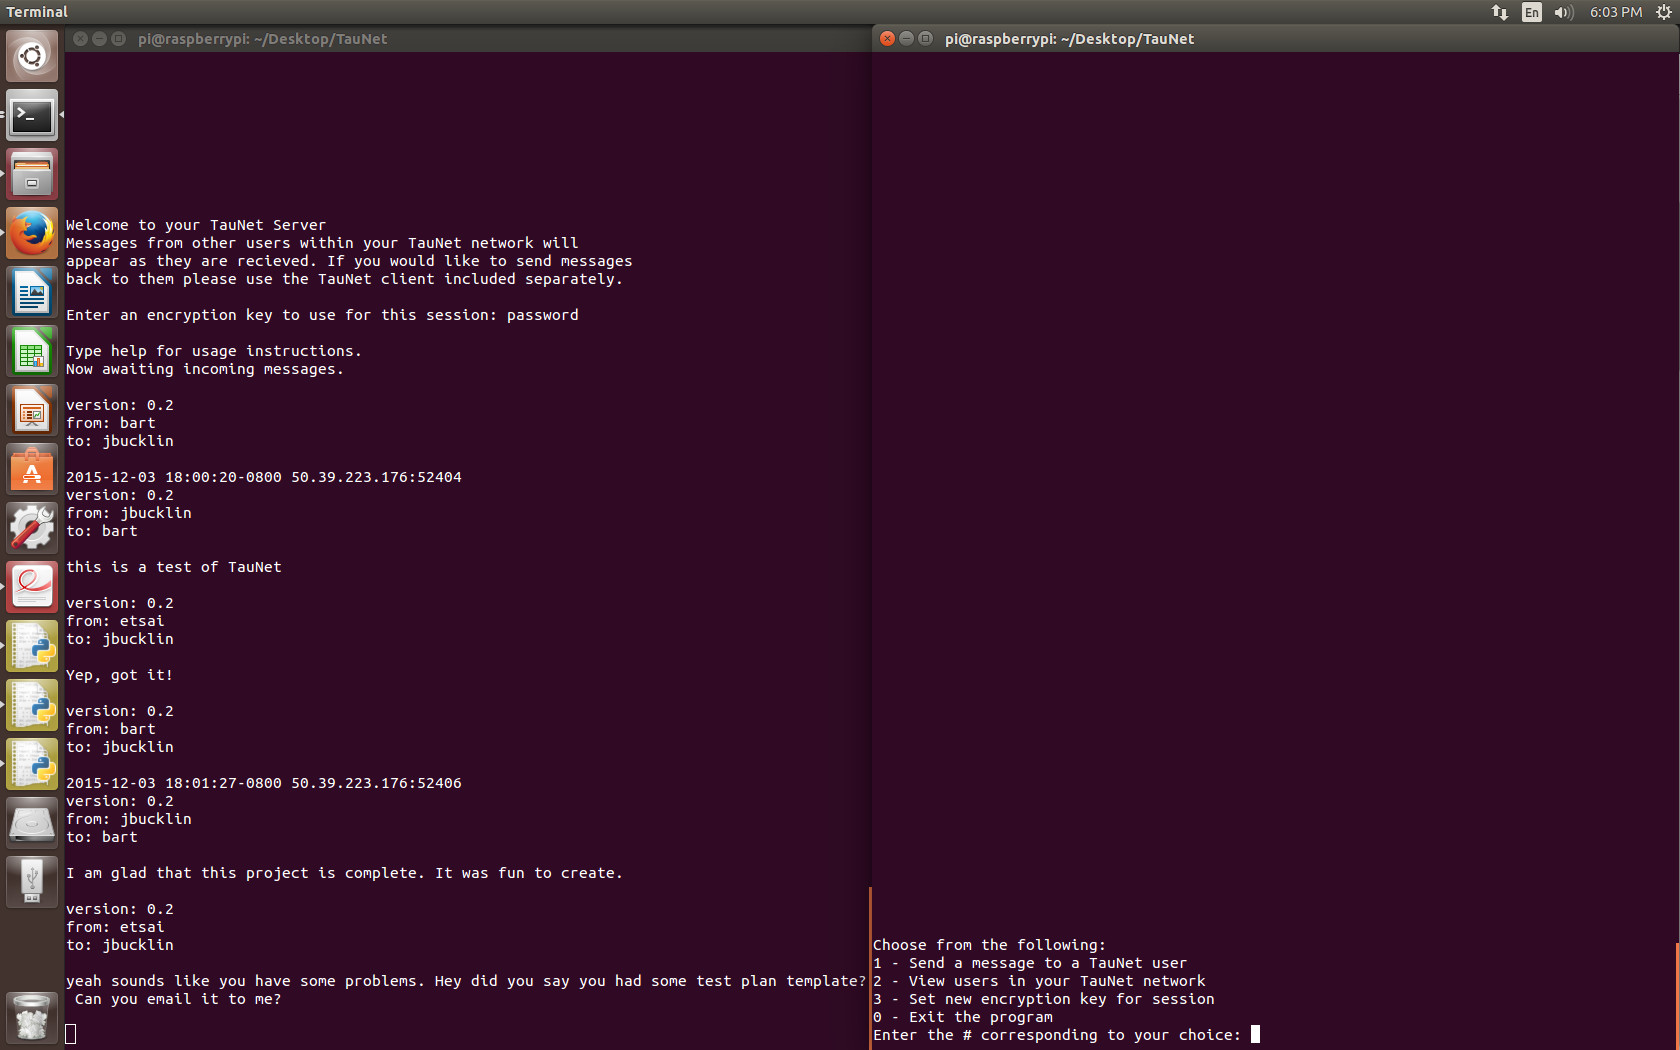 Terminal
En
6:03 PM
pi@raspberrypi: ~/Desktop/TauNet
Welcome to your TauNet Server
Messages from other users within your TauNet network will
appear as they are recieved. If you would like to send messages
back to them please use the TauNet client included separately.
Enter an encryption key to use for this session: password
Type help for usage instructions.
Now awaiting incoming messages.
version: 0.2
from: bart
to: jbucklin
2015-12-03 18:00:20-0800 50.39.223.176:52404
version: 0.2
from: jbucklin
to: bart
this is a test of TauNet
version: 0.2
from: etsai
to: jbucklin
Yep, got it!
version: 0.2
from: bart
to: jbucklin
2015-12-03 18:01:27-0800 50.39.223.176:52406
version: 0.2
from: jbucklin
to: bart
I am glad that this project is complete. It was fun to create.
version: 0.2
from: etsai
to: jbucklin
yeah sounds like you have some problems. Hey did you say you had some test plan template?
Can you email it to me?
pi@raspberrypi: ~/Desktop/TauNet
Choose from the following:
1 - Send a message to a TauNet user
2 - View users in your TauNet network
3 - Set new encryption key for session
0 - Exit the program
Enter the # corresponding to your choice: